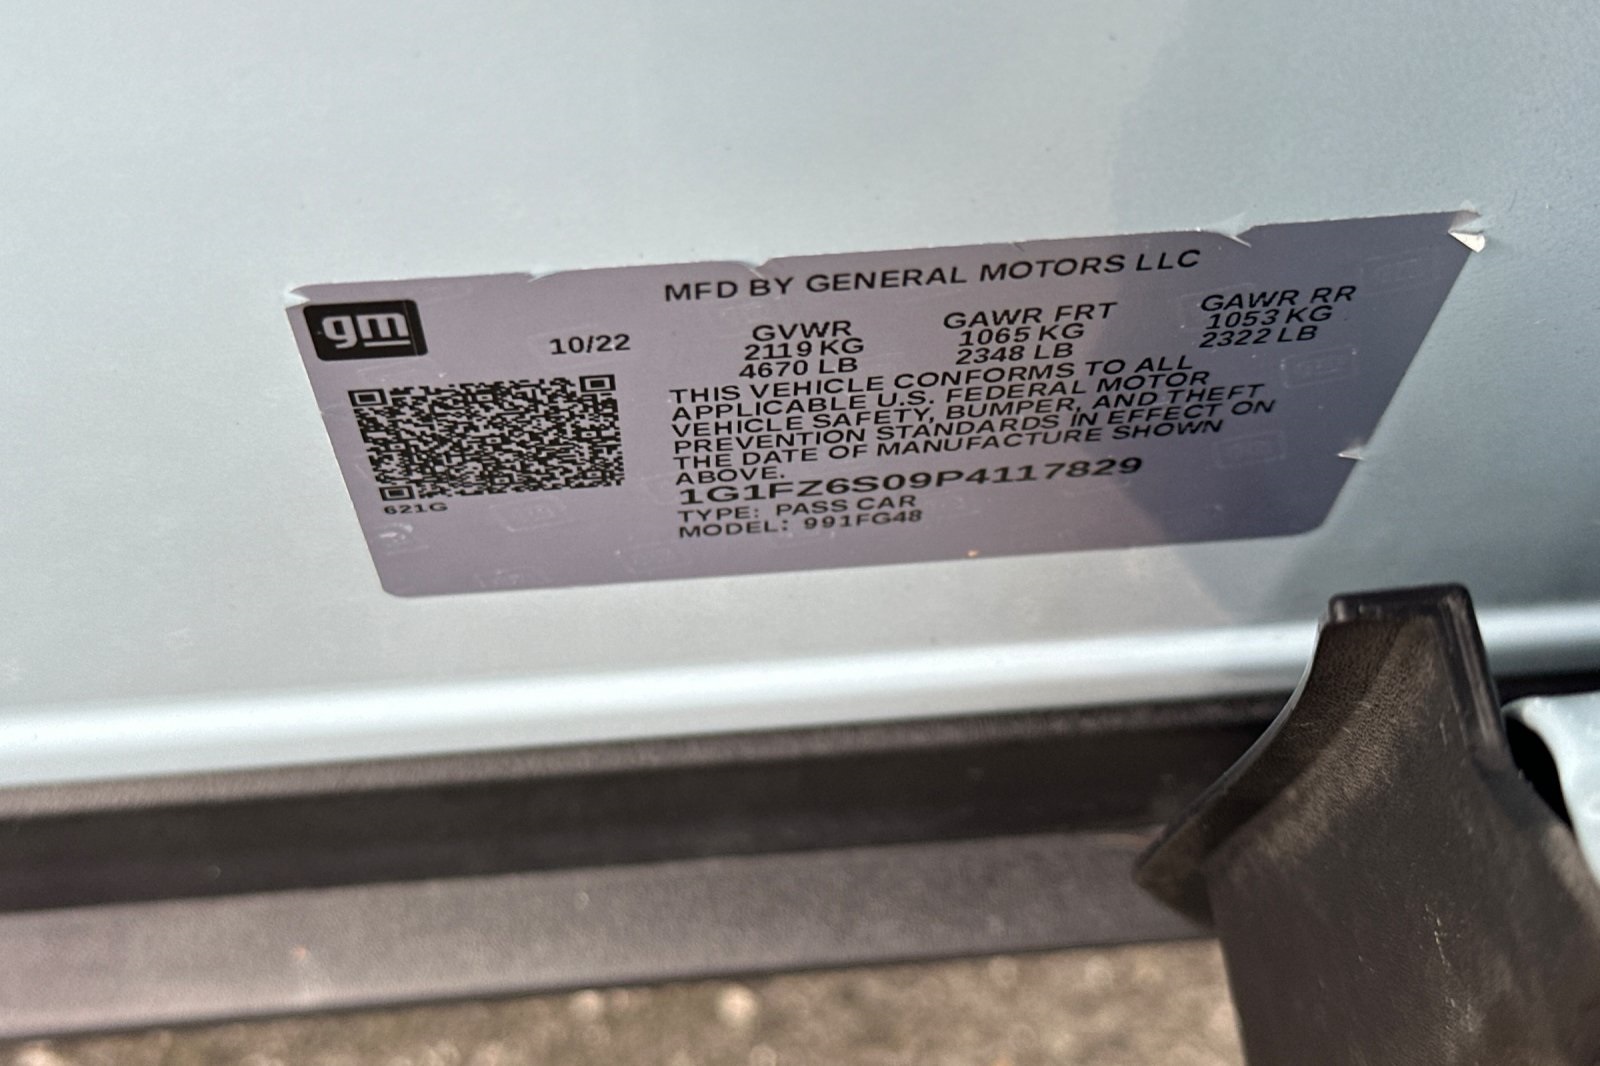 MFD BY GENERAL MOTORS LLC
gm
10/22
GVWR
2119 KG
4670 LB
GAWR FRT
1065 KG
2348 LB
GAWR RR
1053 KG
2322 LB
THIS VEHICLE CONFORMS TO ALL
APPLICABLE U.S. FEDERAL MOTOR
VEHICLE SAFETY, BUMPER, AND THEFT
PREVENTION STANDARDS IN EFFECT ON
THE DATE OF MANUFACTURE SHOWN
ABOVE.
1G1FZ6S09P4117829
TYPE: PASS CAR
MODEL: 991FG48
621G